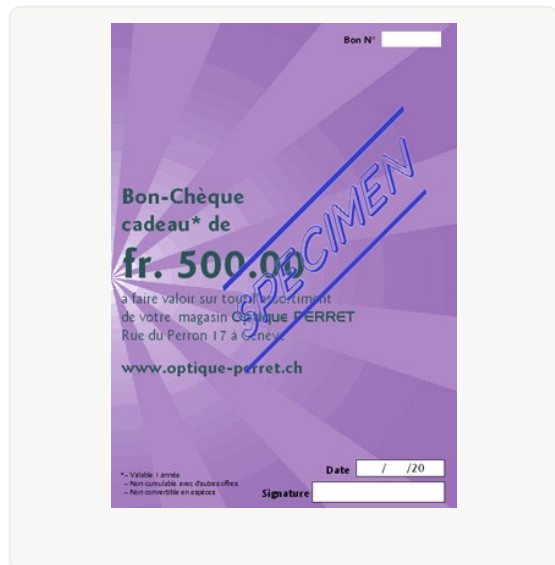 Bon N°
Bon-Chèque
cadeau* de
fr. 500.00
à faire valoir sur tout l'assortiment
de votre magasin Optique PERRET
Rue du Perron 17 à Genève
www.optique-perret.ch
SPECIMEN
*– Valable 1 année
– Non cumulable avec d'autres offres
– Non convertible en espèces
Date / /20
Signature